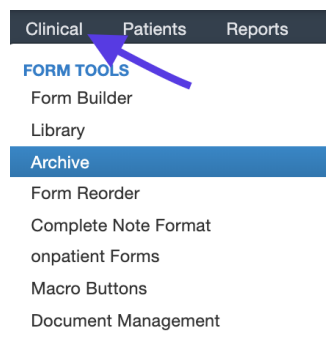 Clinical Patients Reports
FORM TOOLS
Form Builder
Library
Archive
Form Reorder
Complete Note Format
onpatient Forms
Macro Buttons
Document Management